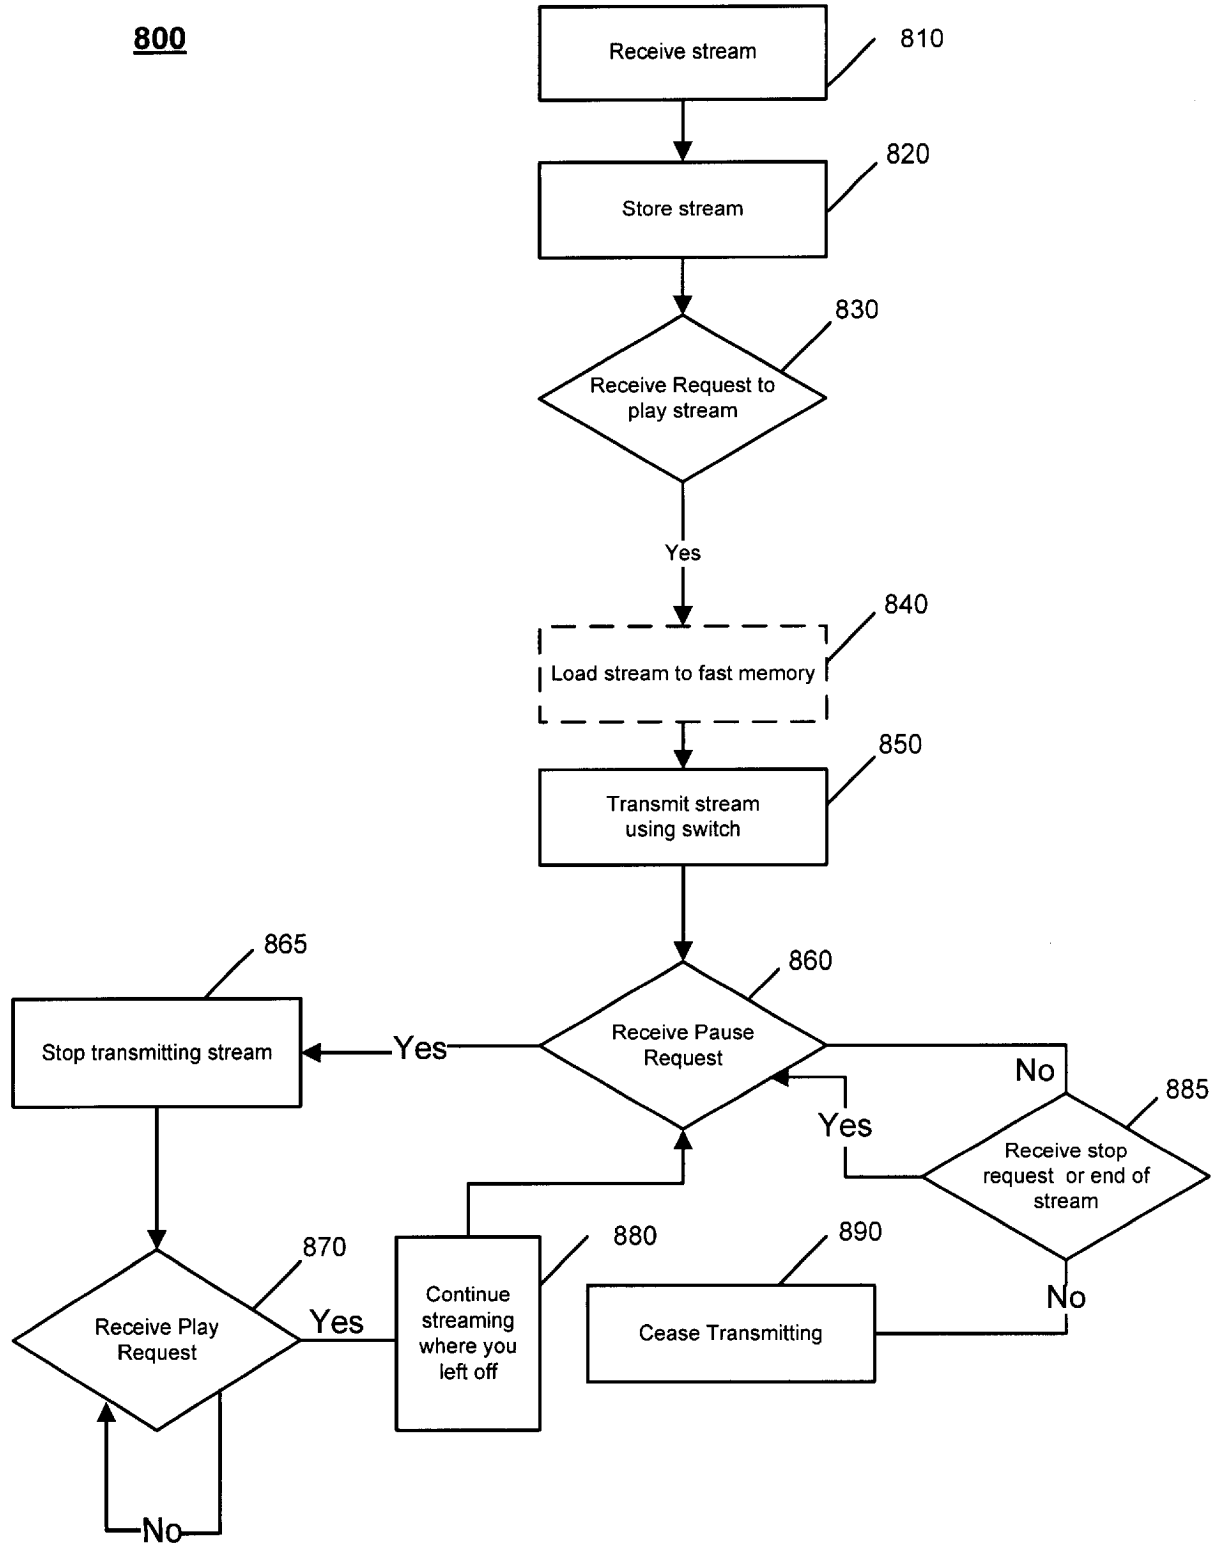 800
Receive stream
810
Store stream
820
830
Receive Request to
play stream
Yes
840
Load stream to fast memory
850
Transmit stream
using switch
865
860
Stop transmitting stream
Yes
Receive Pause
Request
No
885
Yes
Receive stop
request or end of
stream
870
880
890
Receive Play
Request
Yes
Continue
streaming
where you
left off
No
Cease Transmitting
No